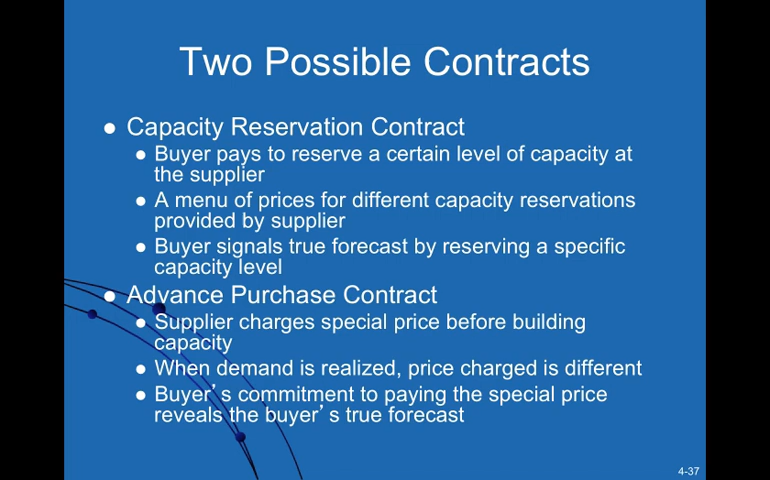 Two Possible Contracts
● Capacity Reservation Contract
● Buyer pays to reserve a certain level of capacity at
the supplier
● A menu of prices for different capacity reservations
provided by supplier
● Buyer signals true forecast by reserving a specific
capacity level
● Advance Purchase Contract
● Supplier charges special price before building
capacity
● When demand is realized, price charged is different
● Buyer’s commitment to paying the special price
reveals the buyer’s true forecast
4-37